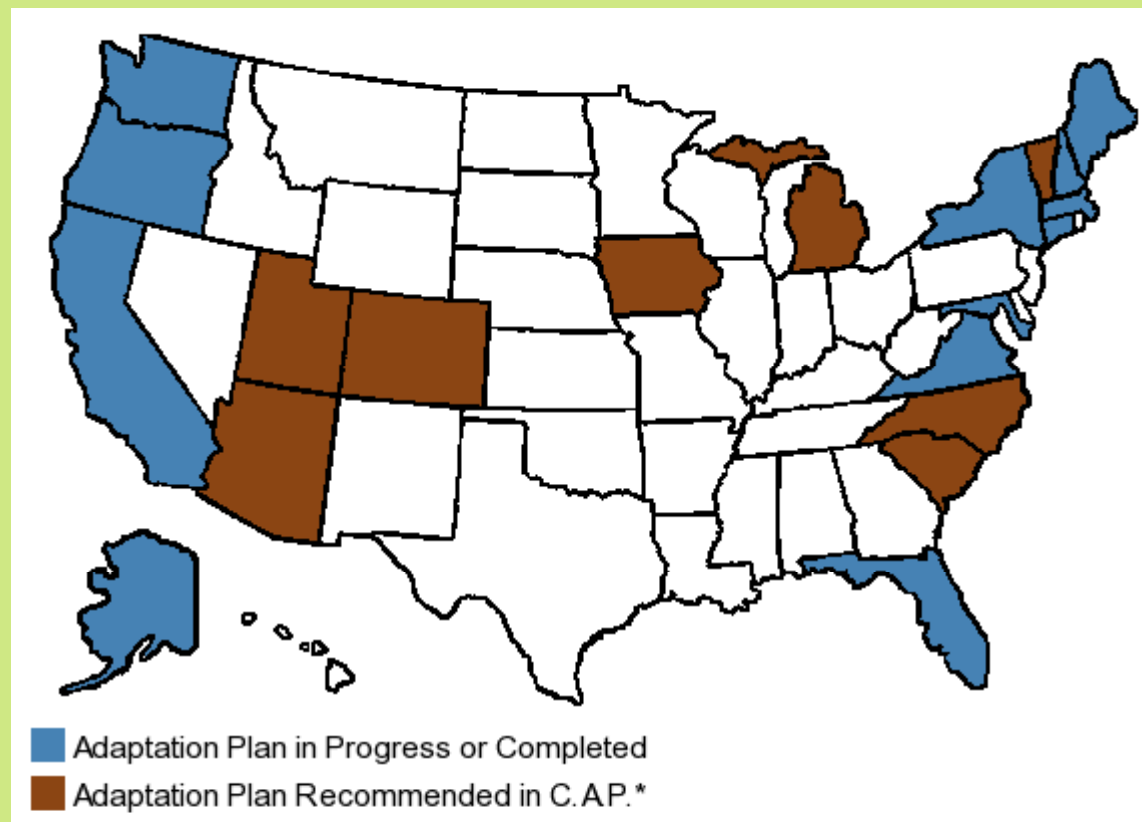 Adaptation Plan in Progress or Completed
Adaptation Plan Recommended in C.A.P.*